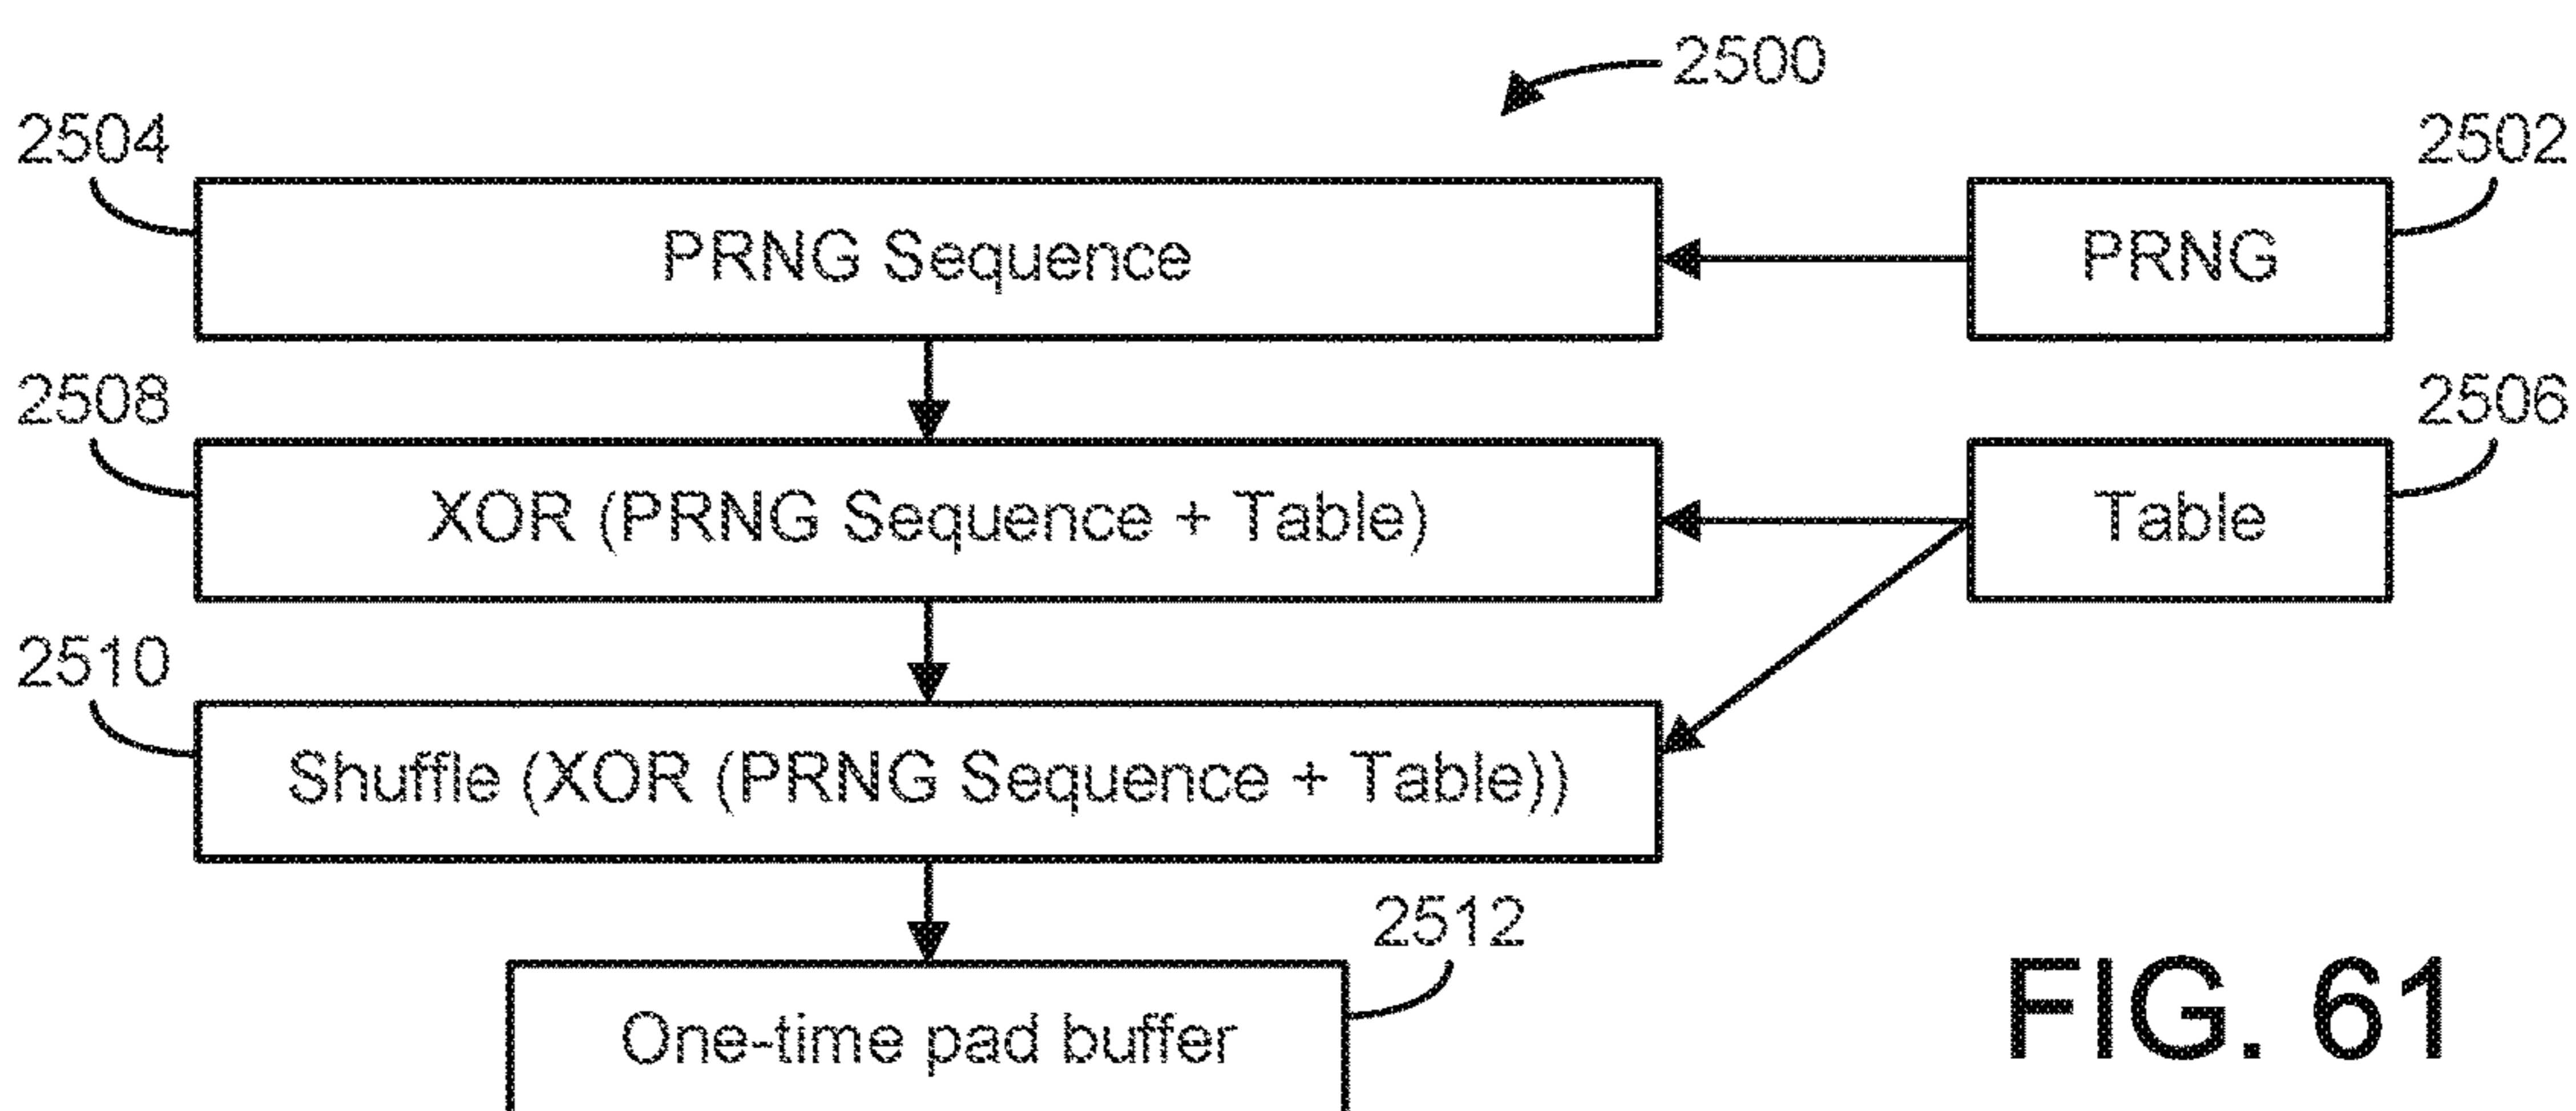 2500
2504
2502
PRNG Sequence
PRNG
2508
2506
XOR (PRNG Sequence + Table)
Table
2510
Shuffle (XOR (PRNG Sequence + Table))
2512
One-time pad buffer
FIG. 61